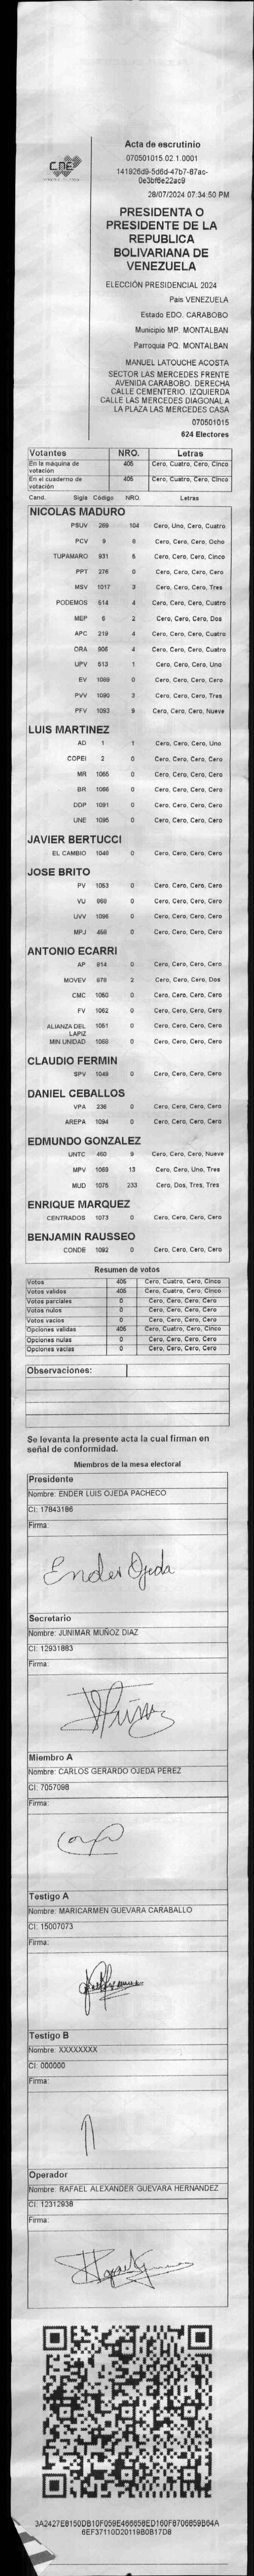 CNE
Acta de escrutinio
070501015.02.1.0001
141926d9-5d6d-47b7-87ac-
0e3bf6e22ac9
28/07/2024 07:34:50 PM
PRESIDENTA O
PRESIDENTE DE LA
REPUBLICA
BOLIVARIANA DE
VENEZUELA
ELECCIÓN PRESIDENCIAL 2024
Pais VENEZUELA
Estado EDO. CARABOBO
Municipio MP. MONTALBAN
Parroquia PQ. MONTALBAN
MANUEL LATOUCHE ACOSTA
SECTOR LAS MERCEDES FRENTE
AVENIDA CARABOBO. DERECHA
CALLE CEMENTERIO. IZQUIERDA
CALLE LAS MERCEDES DIAGONAL A
LA PLAZA LAS MERCEDES CASA
070501015
624 Electores
Votantes NRO. Letras
En la máquina de votación 405 Cero, Cuatro, Cero, Cinco
En el cuaderno de votación 405 Cero, Cuatro, Cero, Cinco
Cand. Sigla Código NRO. Letras
NICOLAS MADURO
PSUV 269 104 Cero, Uno, Cero, Cuatro
PCV 9 8 Cero, Cero, Cero, Ocho
TUPAMARO 931 5 Cero, Cero, Cero, Cinco
PPT 276 0 Cero, Cero, Cero, Cero
MSV 1017 3 Cero, Cero, Cero, Tres
PODEMOS 514 4 Cero, Cero, Cero, Cuatro
MEP 6 2 Cero, Cero, Cero, Dos
APC 219 4 Cero, Cero, Cero, Cuatro
ORA 906 4 Cero, Cero, Cero, Cuatro
UPV 513 1 Cero, Cero, Cero, Uno
EV 1089 0 Cero, Cero, Cero, Cero
PVV 1090 3 Cero, Cero, Cero, Tres
PFV 1093 9 Cero, Cero, Cero, Nueve
LUIS MARTINEZ
AD 1 1 Cero, Cero, Cero, Uno
COPEI 2 0 Cero, Cero, Cero, Cero
MR 1065 0 Cero, Cero, Cero, Cero
BR 1066 0 Cero, Cero, Cero, Cero
DDP 1091 0 Cero, Cero, Cero, Cero
UNE 1095 0 Cero, Cero, Cero, Cero
JAVIER BERTUCCI
EL CAMBIO 1048 0 Cero, Cero, Cero, Cero
JOSE BRITO
PV 1053 0 Cero, Cero, Cero, Cero
VU 869 0 Cero, Cero, Cero, Cero
UVV 1096 0 Cero, Cero, Cero, Cero
MPJ 458 0 Cero, Cero, Cero, Cero
ANTONIO ECARRI
AP 914 0 Cero, Cero, Cero, Cero
MOVEV 978 2 Cero, Cero, Cero, Dos
CMC 1050 0 Cero, Cero, Cero, Cero
FV 1062 0 Cero, Cero, Cero, Cero
ALIANZA DEL LAPIZ 1051 0 Cero, Cero, Cero, Cero
MIN UNIDAD 1069 0 Cero, Cero, Cero, Cero
CLAUDIO FERMIN
SPV 1049 0 Cero, Cero, Cero, Cero
DANIEL CEBALLOS
VPA 236 0 Cero, Cero, Cero, Cero
AREPA 1094 0 Cero, Cero, Cero, Cero
EDMUNDO GONZALEZ
UNTC 460 9 Cero, Cero, Cero, Nueve
MPV 1069 13 Cero, Cero, Uno, Tres
MUD 1075 233 Cero, Dos, Tres, Tres
ENRIQUE MARQUEZ
CENTRADOS 1073 0 Cero, Cero, Cero, Cero
BENJAMIN RAUSSEO
CONDE 1092 0 Cero, Cero, Cero, Cero
Resumen de votos
Votos 405 Cero, Cuatro, Cero, Cinco
Votos validos 405 Cero, Cuatro, Cero, Cinco
Votos parciales 0 Cero, Cero, Cero, Cero
Votos nulos 0 Cero, Cero, Cero, Cero
Votos vacios 0 Cero, Cero, Cero, Cero
Opciones validas 405 Cero, Cuatro, Cero, Cinco
Opciones nulas 0 Cero, Cero, Cero, Cero
Opciones vacias 0 Cero, Cero, Cero, Cero
Observaciones:
Se levanta la presente acta la cual firman en
señal de conformidad.
Miembros de la mesa electoral
Presidente
Nombre: ENDER LUIS OJEDA PACHECO
CI: 17843186
Firma:
Ender Ojeda
Secretario
Nombre: JUNIMAR MUÑOZ DIAZ
CI: 12931883
Firma:
Miembro A
Nombre: CARLOS GERARDO OJEDA PEREZ
CI: 7057098
Firma:
Testigo A
Nombre: MARICARMEN GUEVARA CARABALLO
CI: 15007073
Firma:
Testigo B
Nombre: XXXXXXXX
CI: 000000
Firma:
Operador
Nombre: RAFAEL ALEXANDER GUEVARA HERNANDEZ
CI: 12312938
Firma:
3A2427E8150DB10F059E466658ED160F8706859B64A
6EF37110D20119B0B17D8